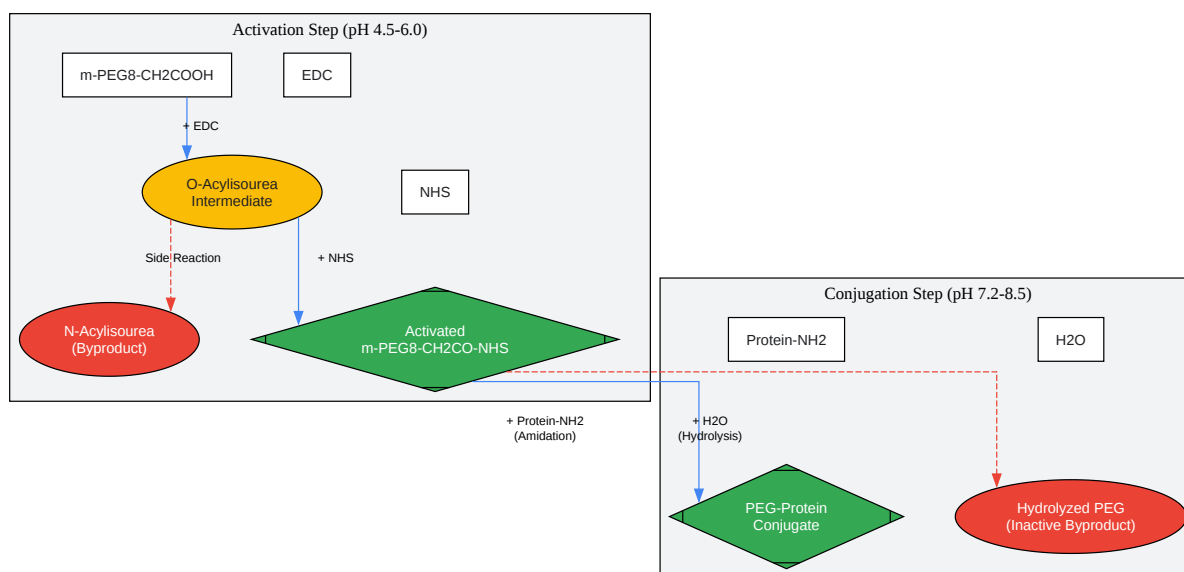 Activation Step (pH 4.5-6.0)
m-PEG8-CH2COOH
EDC
+ EDC
O-Acylisourea
Intermediate
NHS
Side Reaction
+ NHS
N-Acylisourea
(Byproduct)
Activated
m-PEG8-CH2CO-NHS
Conjugation Step (pH 7.2-8.5)
Protein-NH2
H2O
+ Protein-NH2
(Amidation)
+ H2O
(Hydrolysis)
PEG-Protein
Conjugate
Hydrolyzed PEG
(Inactive Byproduct)